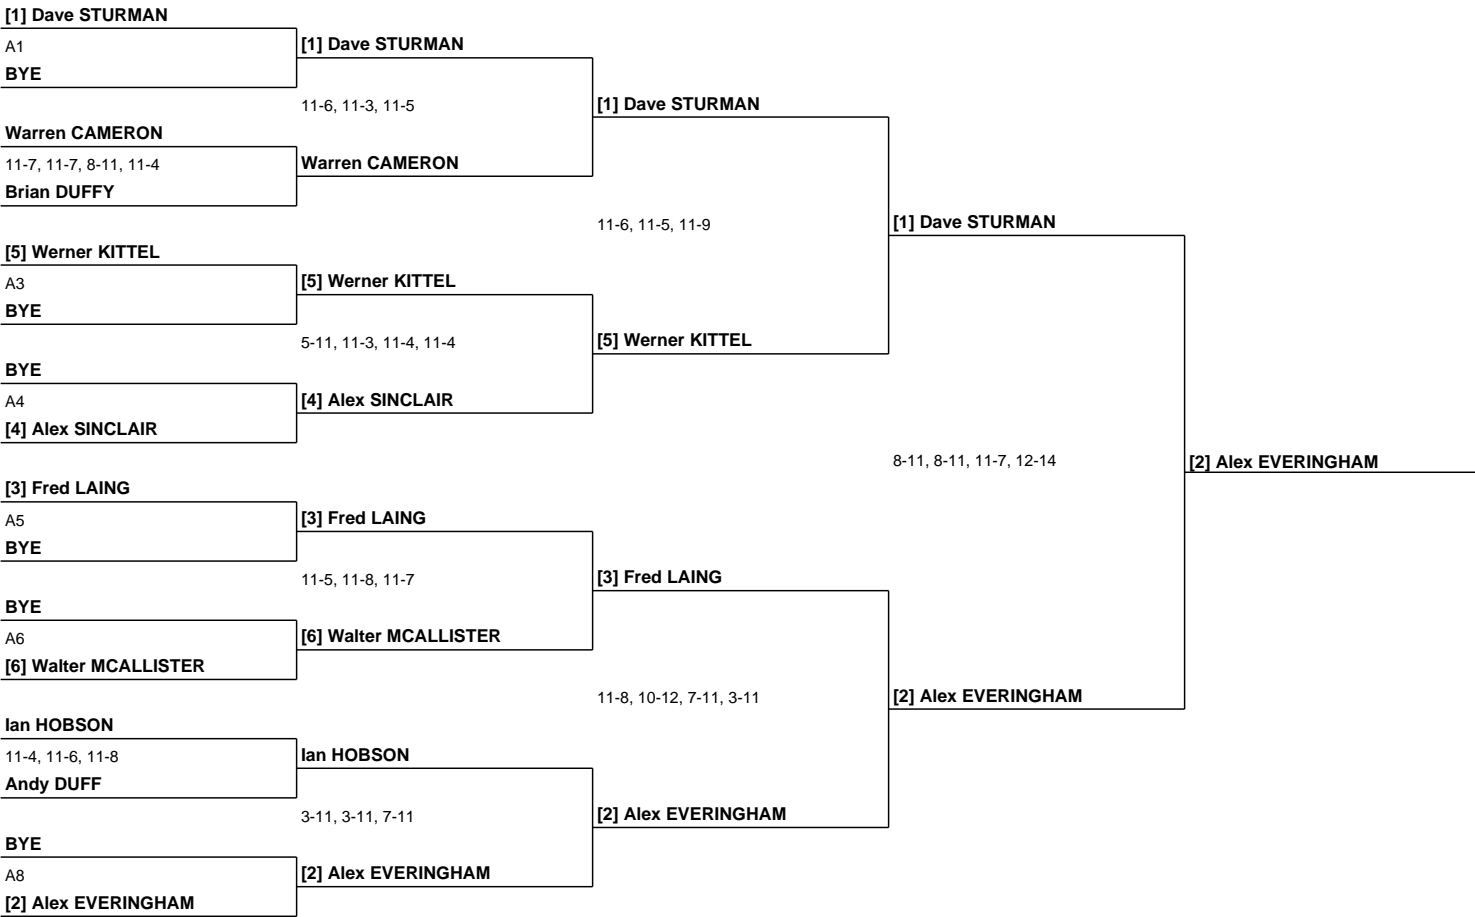 [1] Dave STURMAN
A1
BYE
Warren CAMERON
11-7, 11-7, 8-11, 11-4
Brian DUFFY
[5] Werner KITTEL
A3
BYE
BYE
A4
[4] Alex SINCLAIR
[3] Fred LAING
A5
BYE
BYE
A6
[6] Walter MCALLISTER
Ian HOBSON
11-4, 11-6, 11-8
Andy DUFF
BYE
A8
[2] Alex EVERINGHAM
[1] Dave STURMAN
11-6, 11-3, 11-5
Warren CAMERON
[5] Werner KITTEL
5-11, 11-3, 11-4, 11-4
[4] Alex SINCLAIR
[3] Fred LAING
11-5, 11-8, 11-7
[6] Walter MCALLISTER
Ian HOBSON
3-11, 3-11, 7-11
[2] Alex EVERINGHAM
[1] Dave STURMAN
11-6, 11-5, 11-9
[5] Werner KITTEL
[3] Fred LAING
11-8, 10-12, 7-11, 3-11
[2] Alex EVERINGHAM
[1] Dave STURMAN
8-11, 8-11, 11-7, 12-14
[2] Alex EVERINGHAM
[2] Alex EVERINGHAM